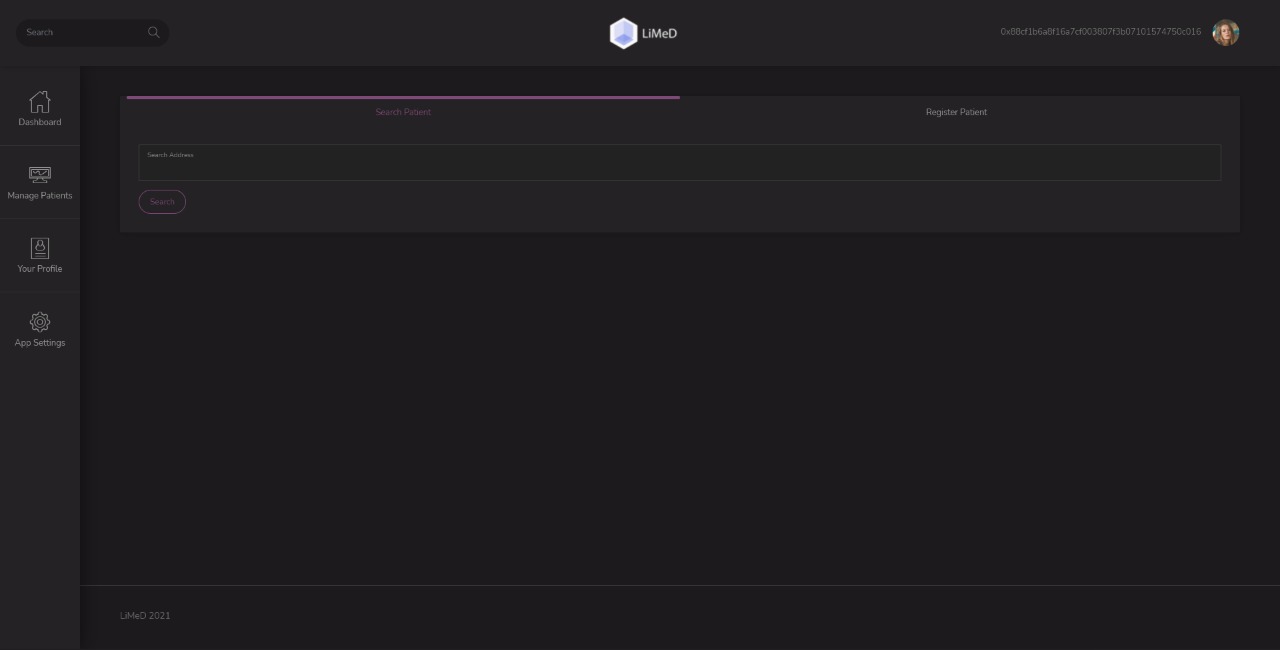 Search
LiMeD
0x88cf1b6a8f16a7cf003807f3b07101574750c016
Dashboard
Manage Patients
Your Profile
App Settings
Search Patient
Register Patient
Search Address
Search
LiMeD 2021